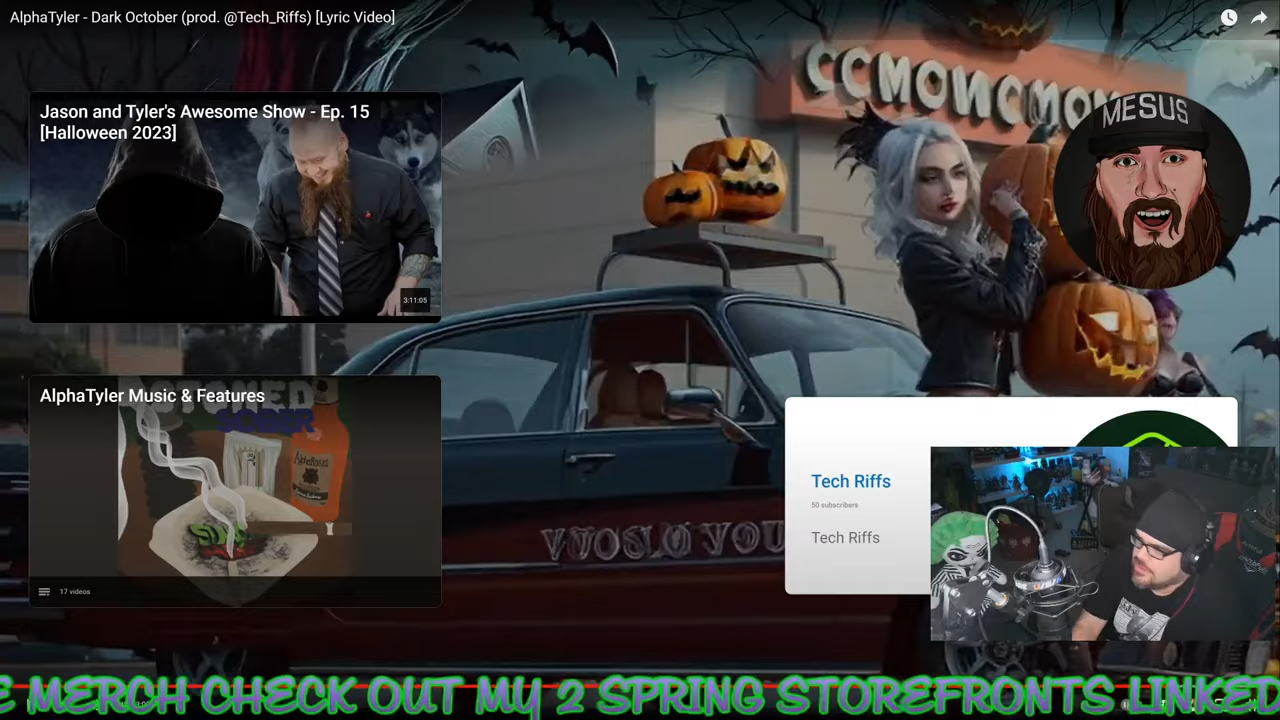 AlphaTyler - Dark October (prod. @Tech_Riffs) [Lyric Video]
Jason and Tyler's Awesome Show - Ep. 15
[Halloween 2023]
3:11:05
CCMOWCMOW
MESUS
AlphaTyler Music & Features
SOBER
17 videos
Tech Riffs
50 subscribers
Tech Riffs
E MERCH CHECK OUT MY 2 SPRING STOREFRONTS LINKED